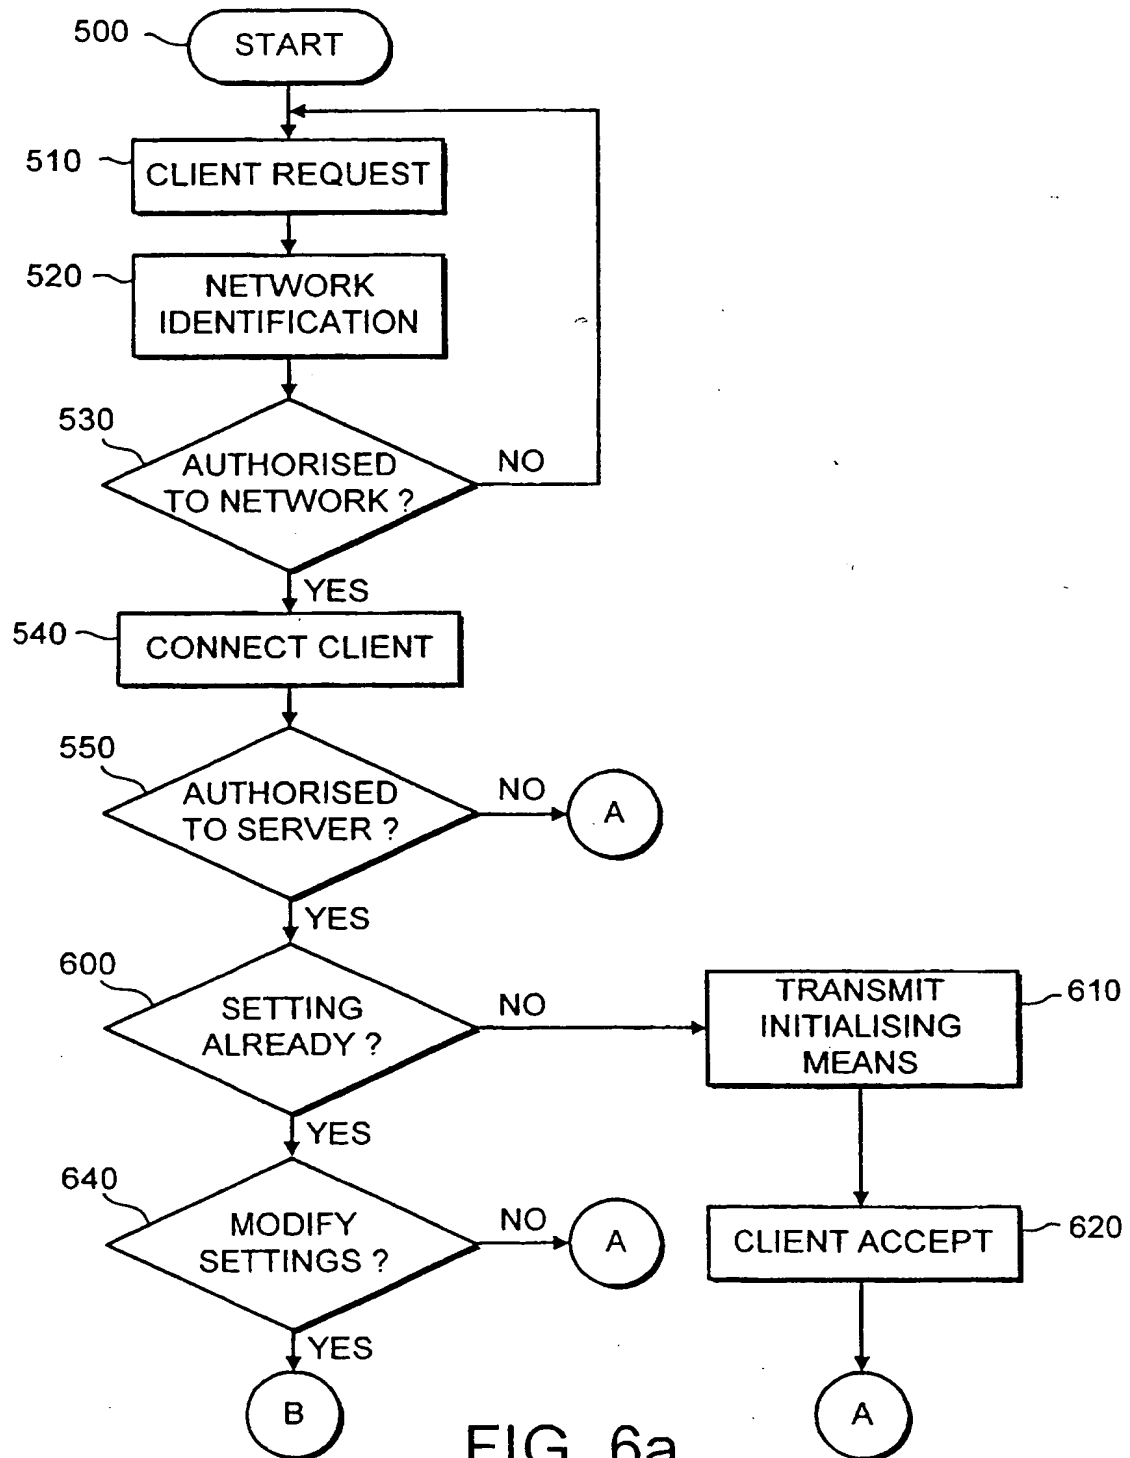 500
START
510
CLIENT REQUEST
520
NETWORK
IDENTIFICATION
530
AUTHORISED
TO NETWORK ?
NO
YES
540
CONNECT CLIENT
550
AUTHORISED
TO SERVER ?
NO
A
YES
600
SETTING
ALREADY ?
NO
TRANSMIT
INITIALISING
MEANS
610
YES
640
MODIFY
SETTINGS ?
NO
A
CLIENT ACCEPT
620
YES
B
A
FIG. 6a